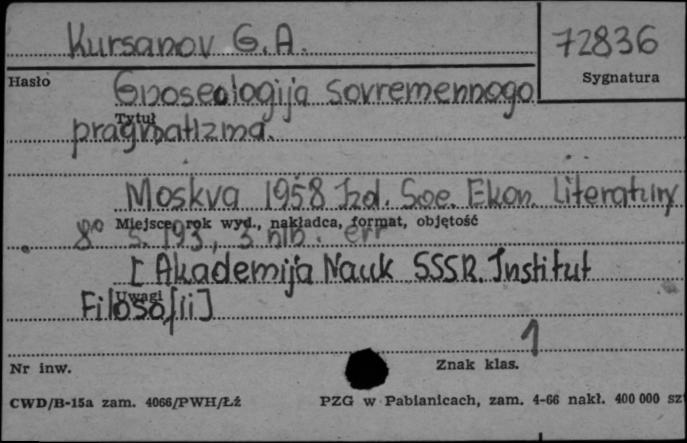 Kursanov G.A.
72836
Hasło
Sygnatura
Gnoseologija sovremennogo
Tytuł
pragmatizma.
Moskva 1958 Izd. Soc. Ekon. Literatury
Miejsce, rok wyd., nakładca, format, objętość
8° s. 193, 3 nlb. err
[Akademija Nauk SSSR. Institut
Uwagi
Filosofii]
1
Nr inw.
Znak klas.
CWD/B-15a zam. 4066/PWH/Łź
PZG w Pabianicach, zam. 4-66 nakł. 400 000 szt